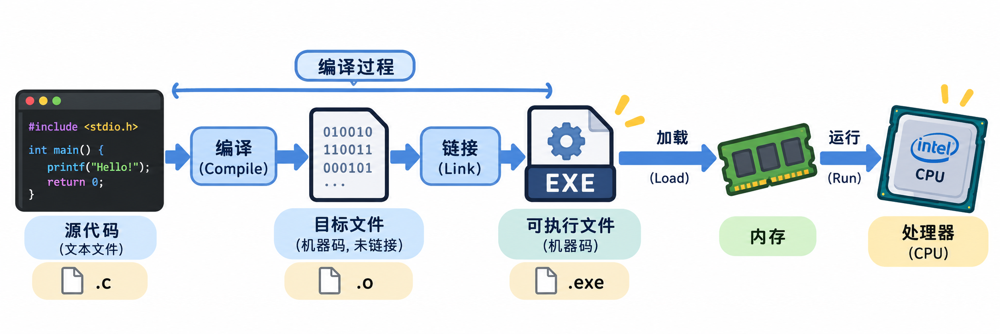 编译过程
#include <stdio.h>
int main() {
printf("Hello!");
return 0;
}
源代码
(文本文件)
.c
编译
(Compile)
010010
110011
000101
...
目标文件
(机器码, 未链接)
.o
链接
(Link)
EXE
可执行文件
(机器码)
.exe
加载
(Load)
内存
运行
(Run)
intel
CPU
处理器
(CPU)